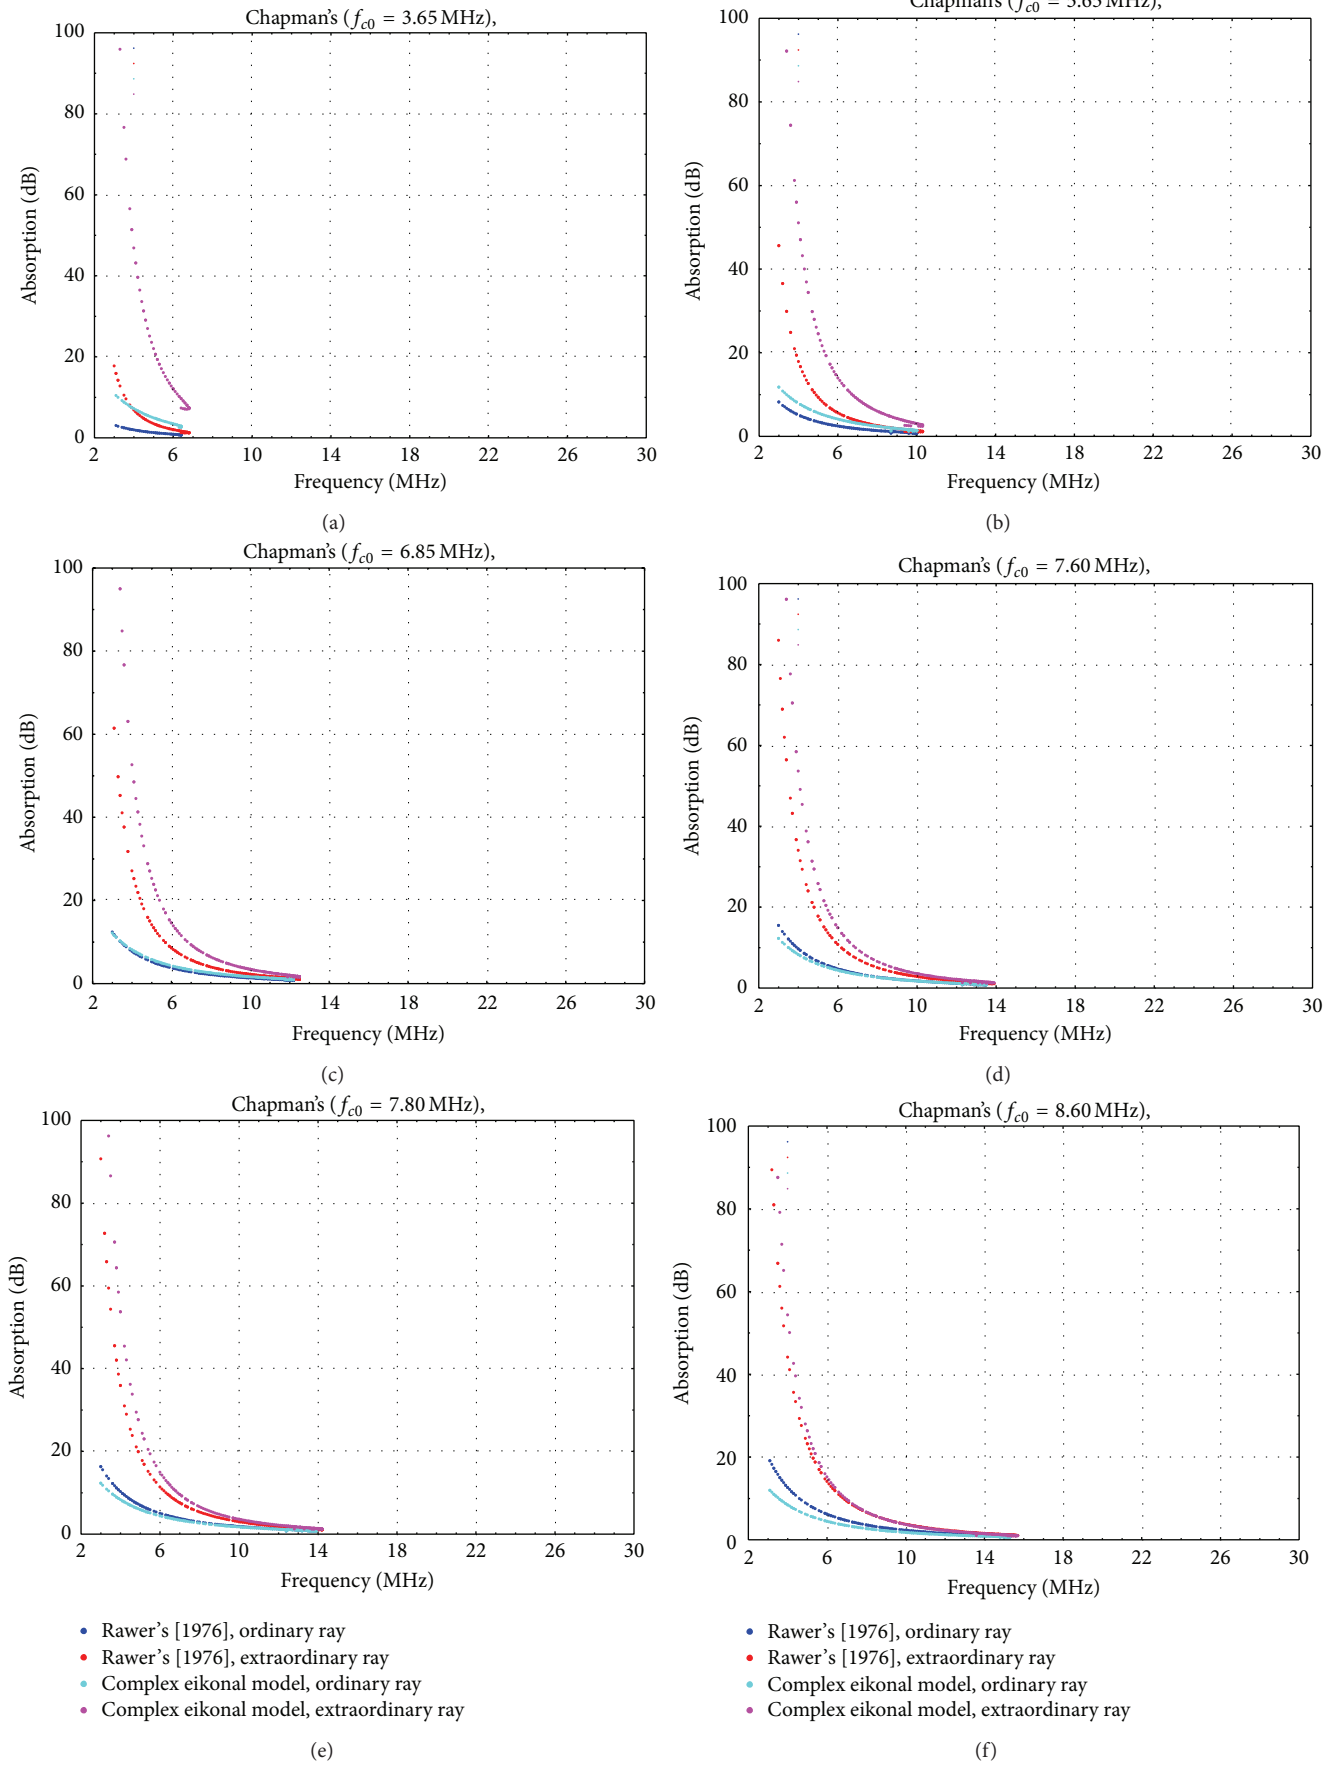 Chapman's (fc0 = 3.65 MHz),
100
80
60
40
20
0
Absorption (dB)
2 6 10 14 18 22 26 30
Frequency (MHz)
(a)
Chapman's (fc0 = 5.65 MHz),
100
80
60
40
20
0
Absorption (dB)
2 6 10 14 18 22 26 30
Frequency (MHz)
(b)
Chapman's (fc0 = 6.85 MHz),
100
80
60
40
20
0
Absorption (dB)
2 6 10 14 18 22 26 30
Frequency (MHz)
(c)
Chapman's (fc0 = 7.60 MHz),
100
80
60
40
20
0
Absorption (dB)
2 6 10 14 18 22 26 30
Frequency (MHz)
(d)
Chapman's (fc0 = 7.80 MHz),
100
80
60
40
20
0
Absorption (dB)
2 6 10 14 18 22 26 30
Frequency (MHz)
Rawer's [1976], ordinary ray
Rawer's [1976], extraordinary ray
Complex eikonal model, ordinary ray
Complex eikonal model, extraordinary ray
(e)
Chapman's (fc0 = 8.60 MHz),
100
80
60
40
20
0
Absorption (dB)
2 6 10 14 18 22 26 30
Frequency (MHz)
Rawer's [1976], ordinary ray
Rawer's [1976], extraordinary ray
Complex eikonal model, ordinary ray
Complex eikonal model, extraordinary ray
(f)